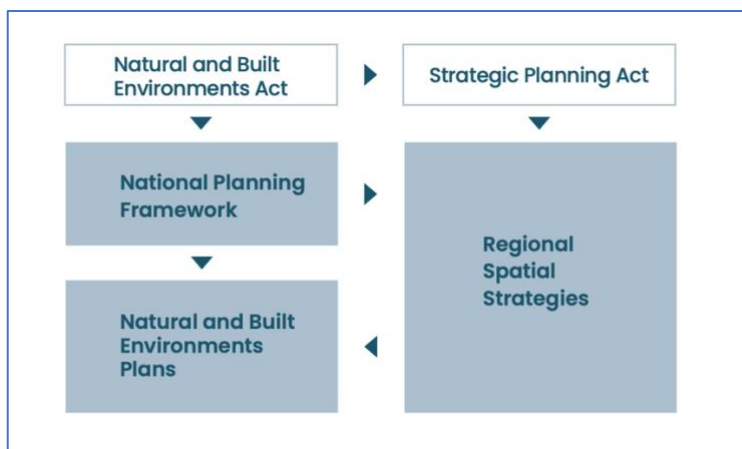 Natural and Built
Environments Act
Strategic Planning Act
National Planning
Framework
Regional
Spatial
Strategies
Natural and Built
Environments
Plans